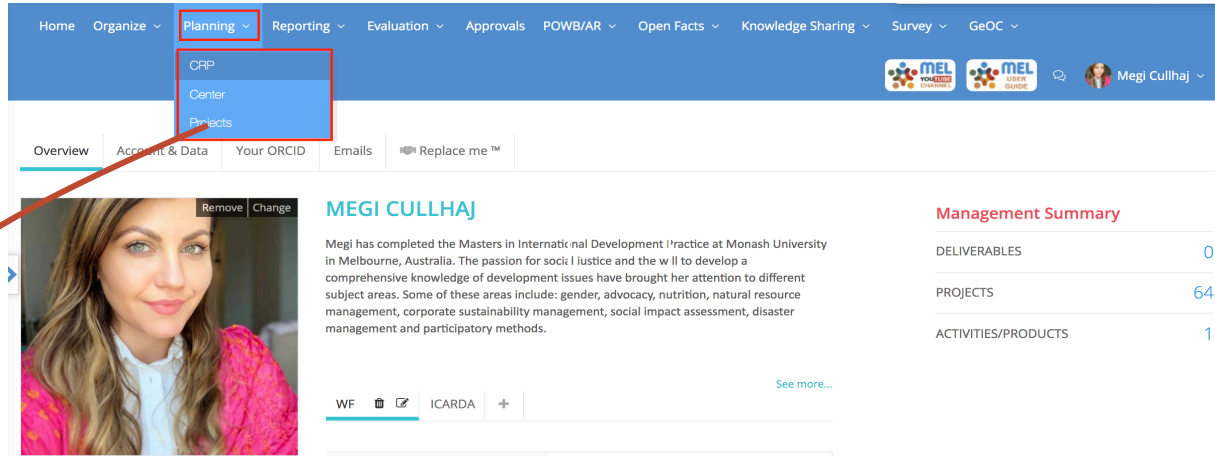 Home Organize Planning Reporting Evaluation Approvals POWB/AR Open Facts Knowledge Sharing Survey GeOC
CRP
Center
Projects
MEL YOUTUBE CHANNEL
MEL USER GUIDE
Megi Cullhaj
Overview Account & Data Your ORCID Emails Replace me ™
Remove Change
MEGI CULLHAJ
Megi has completed the Masters in International Development Practice at Monash University
in Melbourne, Australia. The passion for social justice and the will to develop a
comprehensive knowledge of development issues have brought her attention to different
subject areas. Some of these areas include: gender, advocacy, nutrition, natural resource
management, corporate sustainability management, social impact assessment, disaster
management and participatory methods.
See more...
WF ICARDA +
Management Summary
DELIVERABLES 0
PROJECTS 64
ACTIVITIES/PRODUCTS 1